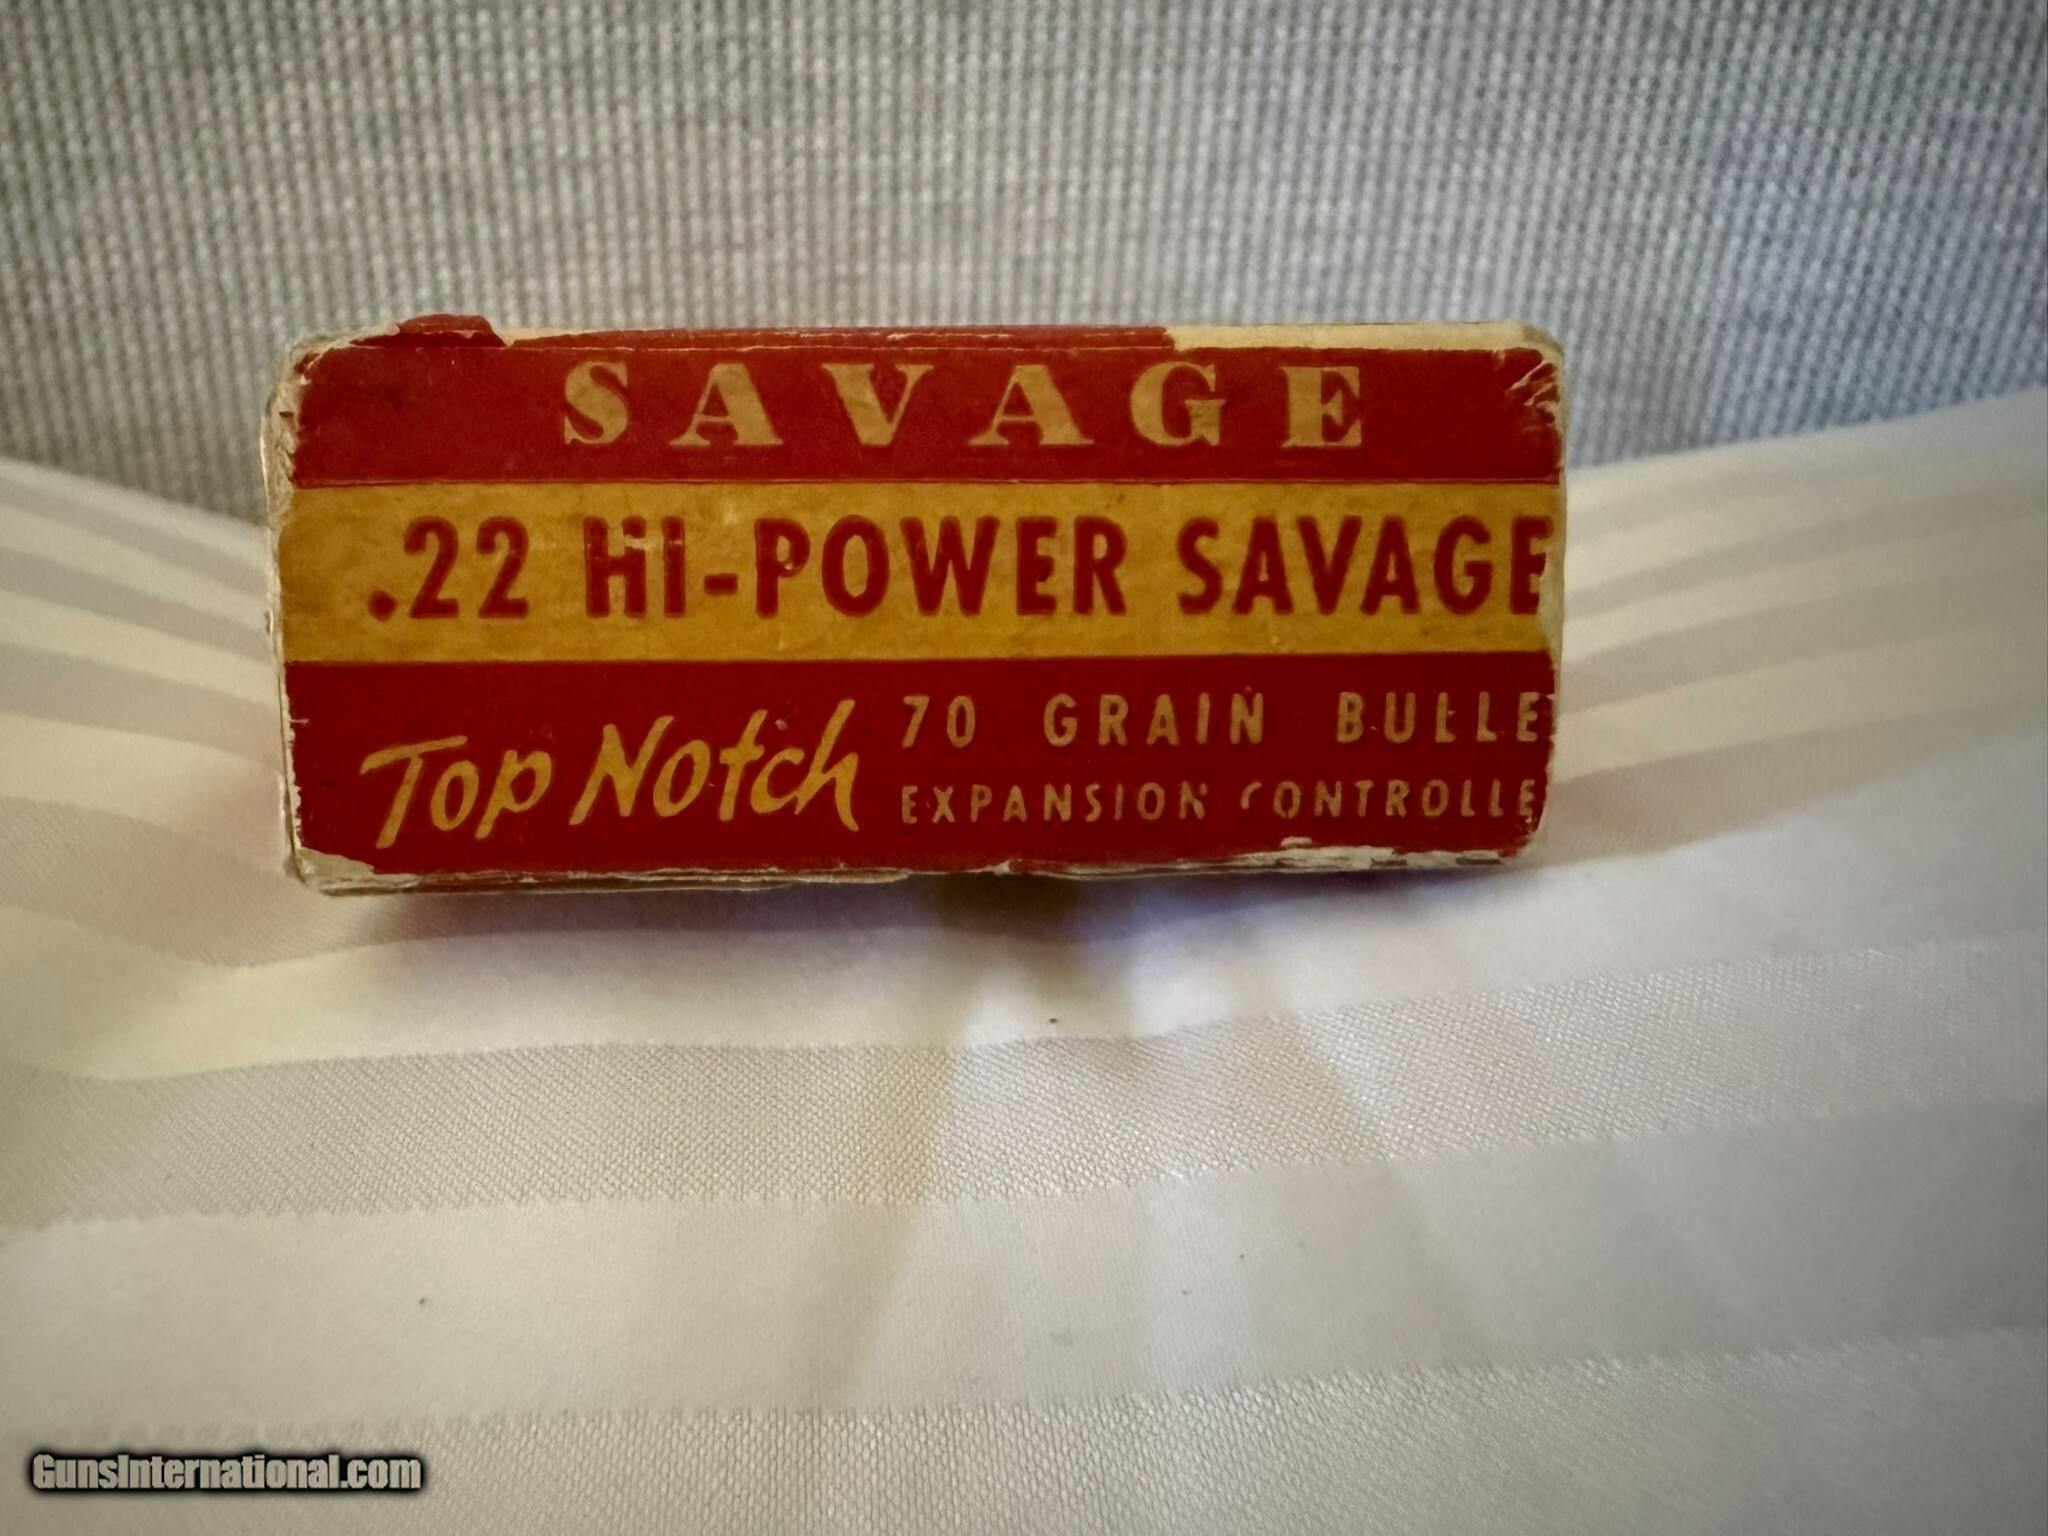 SAVAGE
.22 Hi-POWER SAVAGE
Top Notch
70 GRAIN BULLE
EXPANSION CONTROLLE
GunsInternational.com